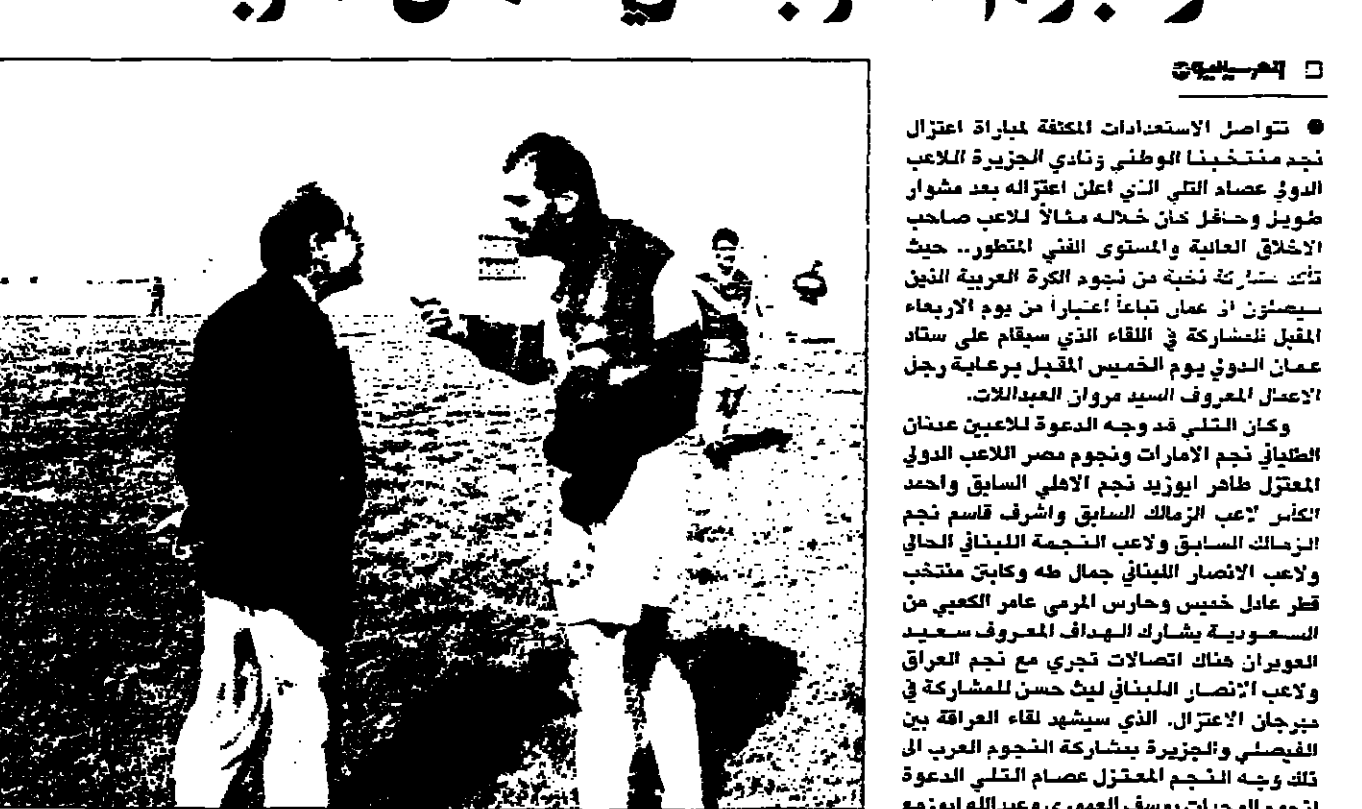 ● تتواصل الاستعدادات المكثفة لمباراة اعتزال
نجم منتخبنا الوطني ونادي الجزيرة اللاعب
الدولي عصام التلي الذي اعلن اعتزاله بعد مشوار
طويل وحافل كان خلاله مثالاً للاعب صاحب
الاخلاق العالية والمستوى الفني المتطور.. حيث
تأكد مشاركة نخبة من نجوم الكرة العربية الذين
سيصلون الى عمان تباعاً اعتباراً من يوم الاربعاء
المقبل للمشاركة في اللقاء الذي سيقام على ستاد
عمان الدولي يوم الخميس المقبل برعاية رجل
الاعمال المعروف السيد مروان العبداللات.
وكان التلي قد وجه الدعوة للاعبين عدنان
الطلياني نجم الامارات ونجوم مصر اللاعب الدولي
المعتزل طاهر ابوزيد نجم الاهلي السابق واحمد
الكأس لاعب الزمالك السابق واشرف قاسم نجم
الزمالك السابق ولاعب النجمة اللبناني الحالي
ولاعب الانصار اللبناني جمال طه وكابتن منتخب
قطر عادل خميس وحارس المرمى عامر الكعبي من
السعودية يشارك الهداف المعروف سعيد
العويران هناك اتصالات تجري مع نجم العراق
ولاعب الانصار اللبناني ليث حسن للمشاركة في
مهرجان الاعتزال. الذي سيشهد لقاء العراقة بين
الفيصلي والجزيرة بمشاركة النجوم العرب الى
ذلك وجه النجم المعتزل عصام التلي الدعوة